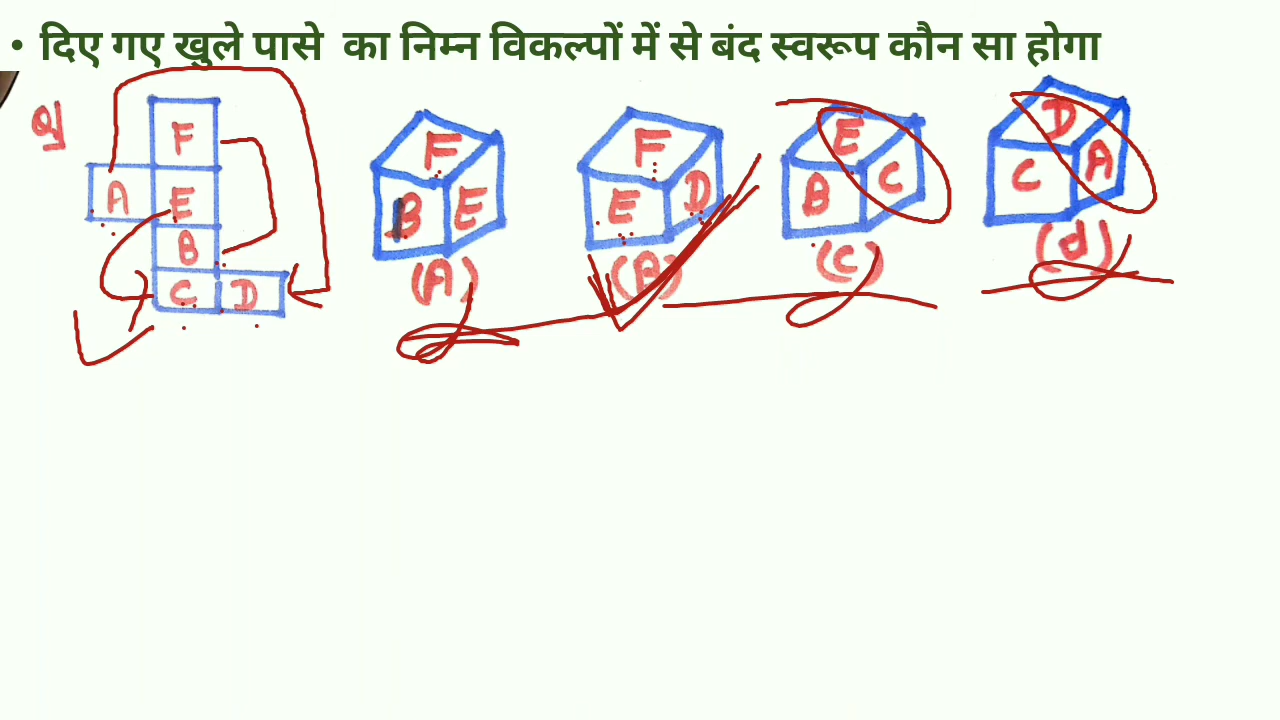 • दिए गए खुले पासे का निम्न विकल्पों में से बंद स्वरूप कौन सा होगा
F
A E
B
C D
F
B E
(A)
F
E D
(B)
E
B C
(C)
D
C A
(d)